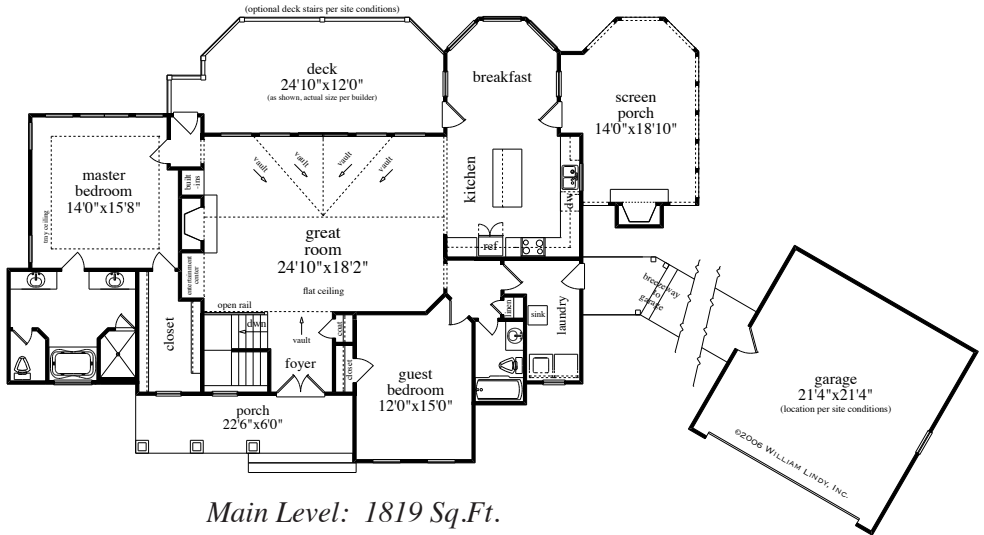 (optional deck stairs per site conditions)
deck
24'10"x12'0"
(as shown, actual size per builder)
breakfast
screen
porch
14'0"x18'10"
master
bedroom
14'0"x15'8"
tray ceiling
built
-ins
vault
vault
vault
vault
great
room
24'10"x18'2"
flat ceiling
kitchen
dw
ref
entertainment
center
open rail
dwn
vault
foyer
coat
closet
closet
linen
sink
laundry
breezeway
to
garage
guest
bedroom
12'0"x15'0"
porch
22'6"x6'0"
garage
21'4"x21'4"
(location per site conditions)
©2006 William Lindy, Inc.
Main Level: 1819 Sq.Ft.